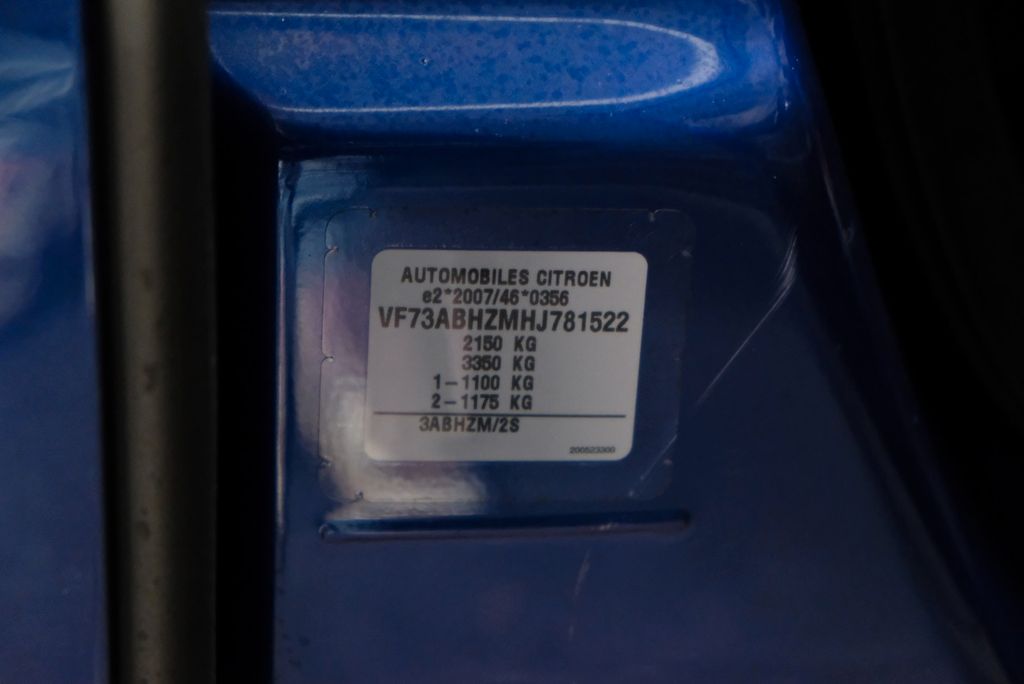 AUTOMOBILES CITROEN
e2*2007/46*0356
VF73ABHZMHJ781522
2150 KG
3350 KG
1-1100 KG
2-1175 KG
3ABHZM/2S
200523300